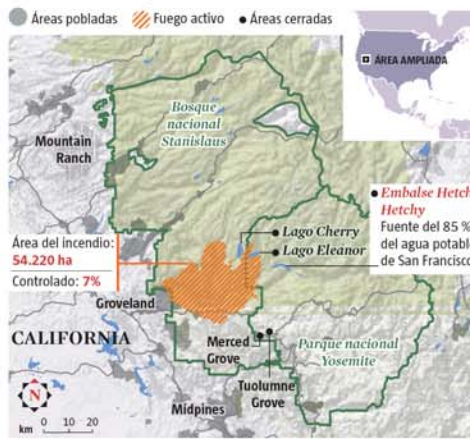 Áreas pobladas
Fuego activo
Áreas cerradas
ÁREA AMPLIADA
Bosque
nacional
Stanislaus
Mountain
Ranch
Embalse Hetch
Hetchy
Fuente del 85 %
del agua potable
de San Francisco
Lago Cherry
Lago Eleanor
Área del incendio:
54.220 ha
Controlado: 7%
Groveland
CALIFORNIA
Merced
Grove
Parque nacional
Yosemite
Tuolumne
Grove
Midpines
N
0 10 20
km